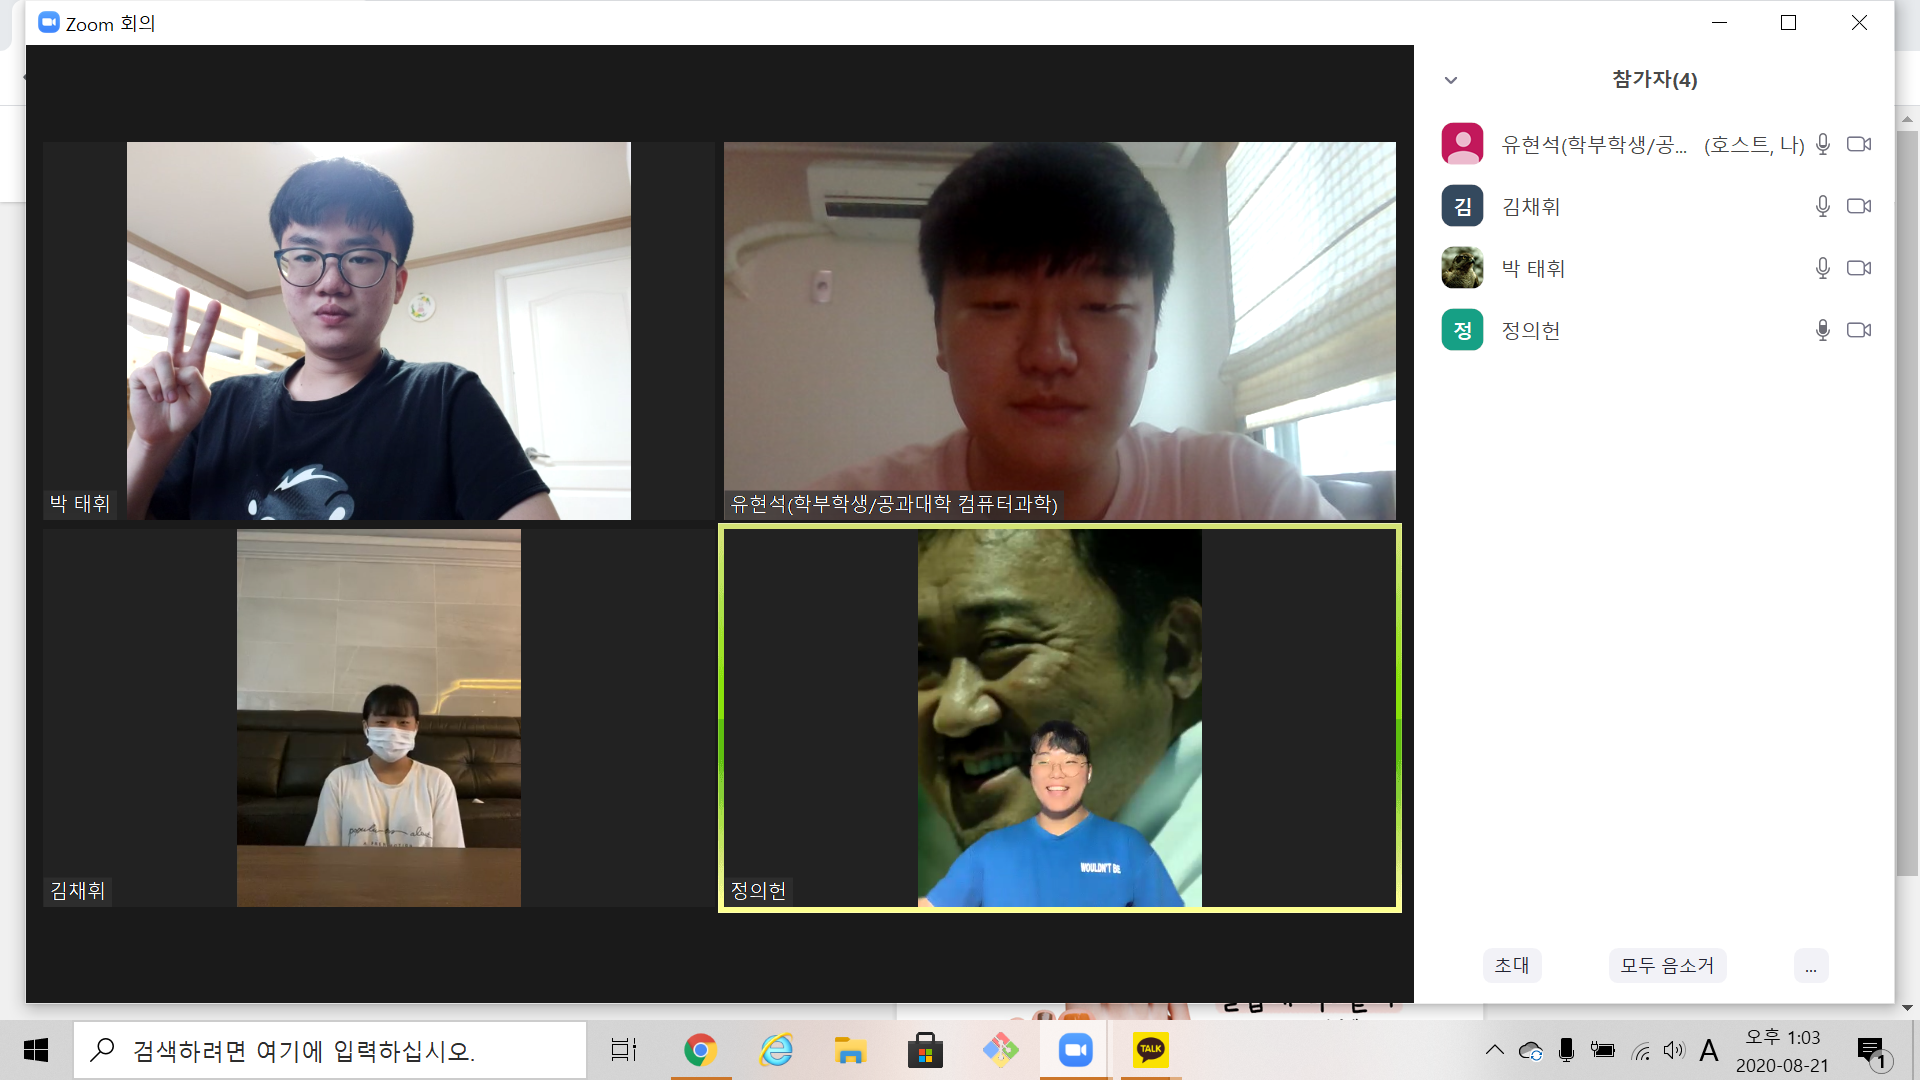 Zoom 회의
박 태휘
유현석(학부학생/공과대학 컴퓨터과학)
김채휘
WOULDN'T BE
정의헌
참가자(4)
유현석(학부학생/공... (호스트, 나)
김 김채휘
박 태휘
정 정의헌
초대 모두 음소거 ...
검색하려면 여기에 입력하십시오.
TALK
A
오후 1:03
2020-08-21
1